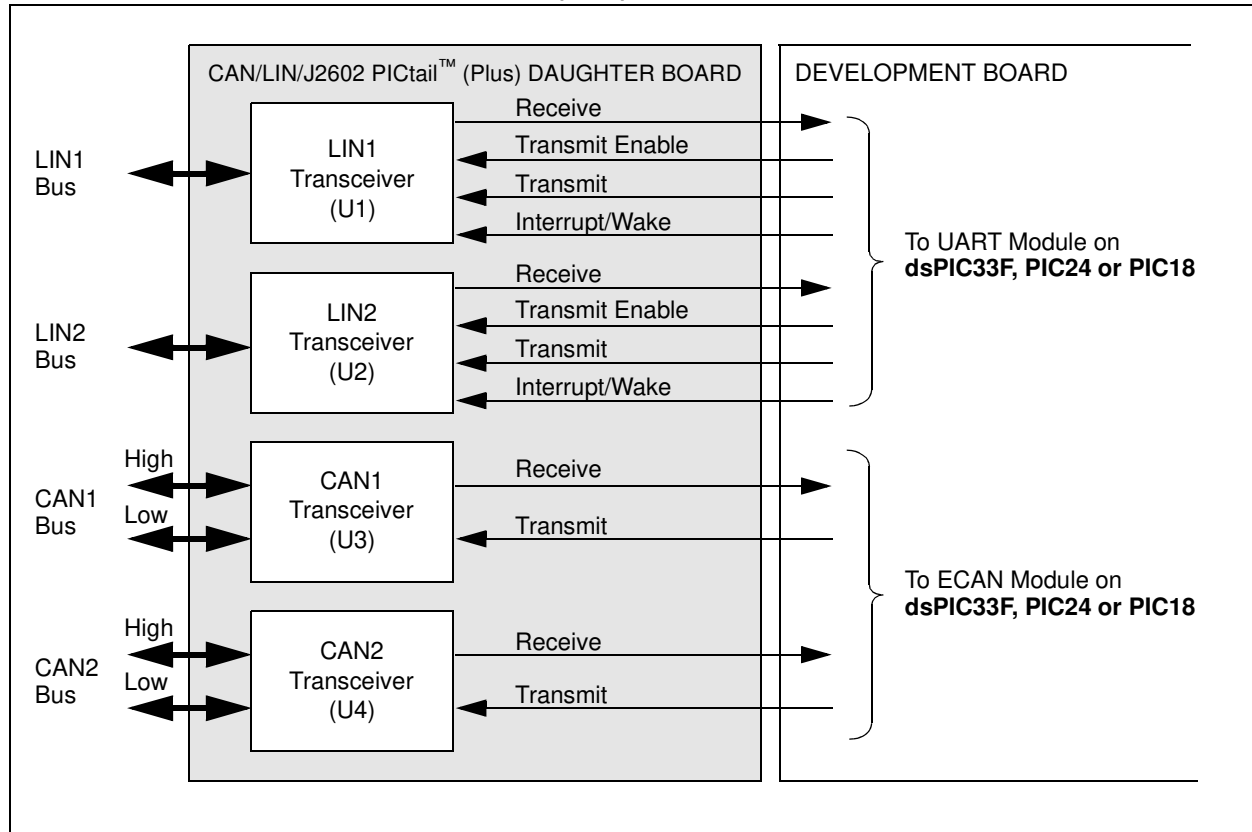 CAN/LIN/J2602 PICtail™ (Plus) DAUGHTER BOARD
DEVELOPMENT BOARD
LIN1
Bus
LIN1
Transceiver
(U1)
Receive
Transmit Enable
Transmit
Interrupt/Wake
To UART Module on
dsPIC33F, PIC24 or PIC18
LIN2
Bus
LIN2
Transceiver
(U2)
Receive
Transmit Enable
Transmit
Interrupt/Wake
CAN1
Bus
High
Low
CAN1
Transceiver
(U3)
Receive
Transmit
To ECAN Module on
dsPIC33F, PIC24 or PIC18
CAN2
Bus
High
Low
CAN2
Transceiver
(U4)
Receive
Transmit